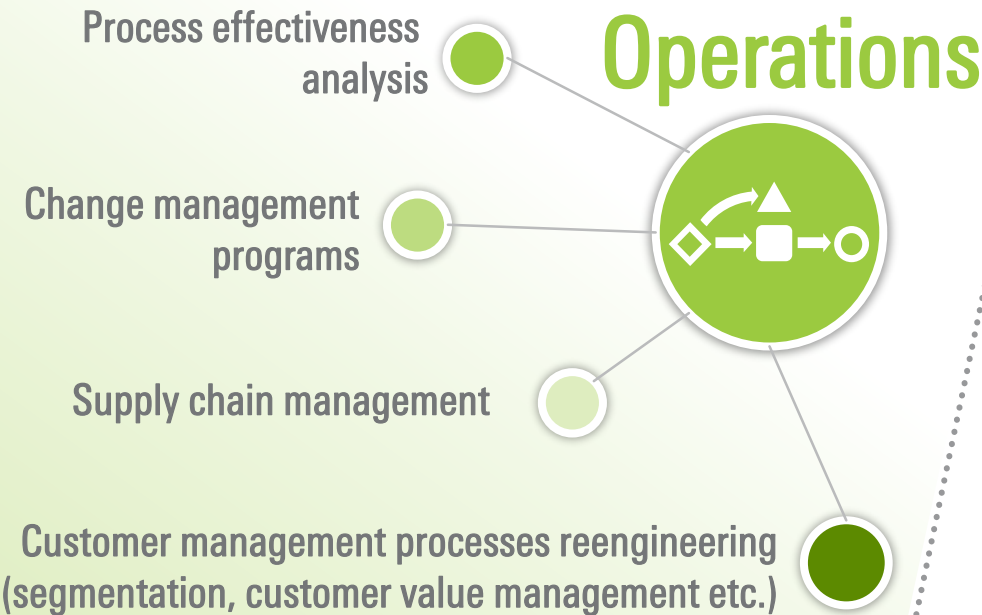 Operations
Process effectiveness
analysis
Change management
programs
Supply chain management
Customer management processes reengineering
(segmentation, customer value management etc.)